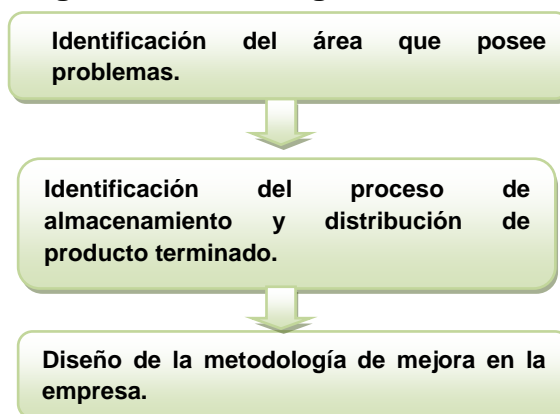 Identificación del área que posee
problemas.
Identificación del proceso de
almacenamiento y distribución de
producto terminado.
Diseño de la metodología de mejora en la
empresa.